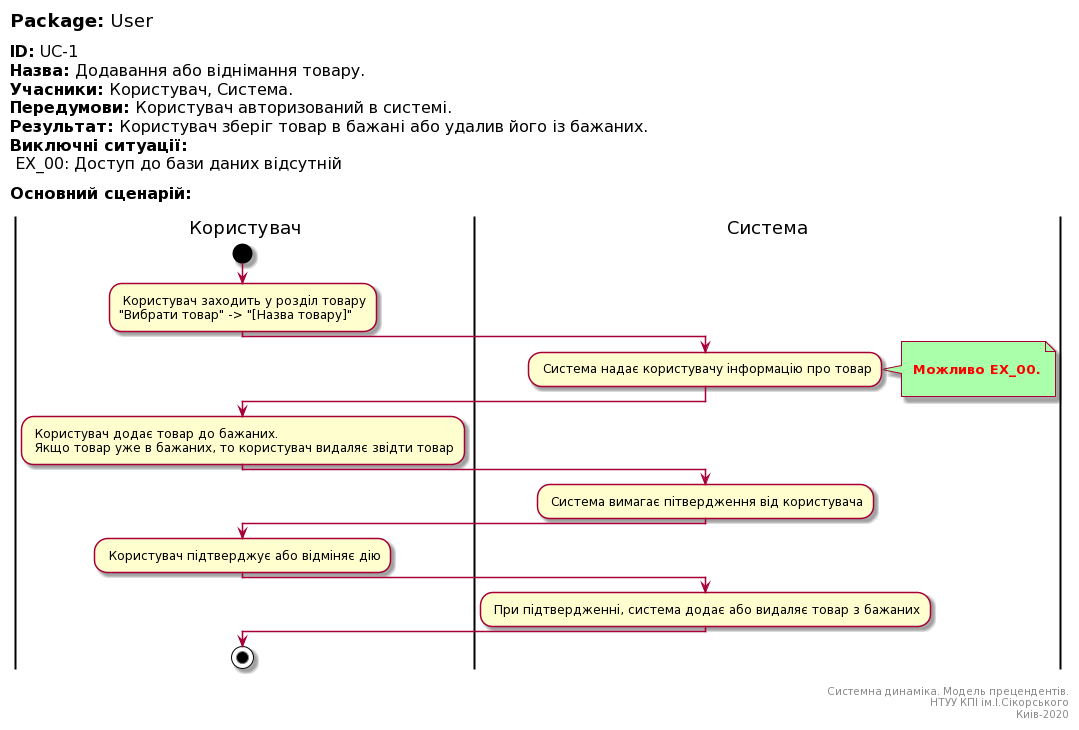 Package: User
ID: UC-1
Назва: Додавання або віднімання товару.
Учасники: Користувач, Система.
Передумови: Користувач авторизований в системі.
Результат: Користувач зберіг товар в бажані або удалив його із бажаних.
Виключні ситуації:
EX_00: Доступ до бази даних відсутній
Основний сценарій:
Користувач
Система
Користувач заходить у розділ товару
"Вибрати товар" -> "[Назва товару]"
Система надає користувачу інформацію про товар
Можливо EX_00.
Користувач додає товар до бажаних.
Якщо товар уже в бажаних, то користувач видаляє звідти товар
Система вимагає пітвердження від користувача
Користувач підтверджує або відміняє дію
При підтвердженні, система додає або видаляє товар з бажаних
Системна динаміка. Модель прецендентів.
НТУУ КПІ ім.І.Сікорського
Киів-2020